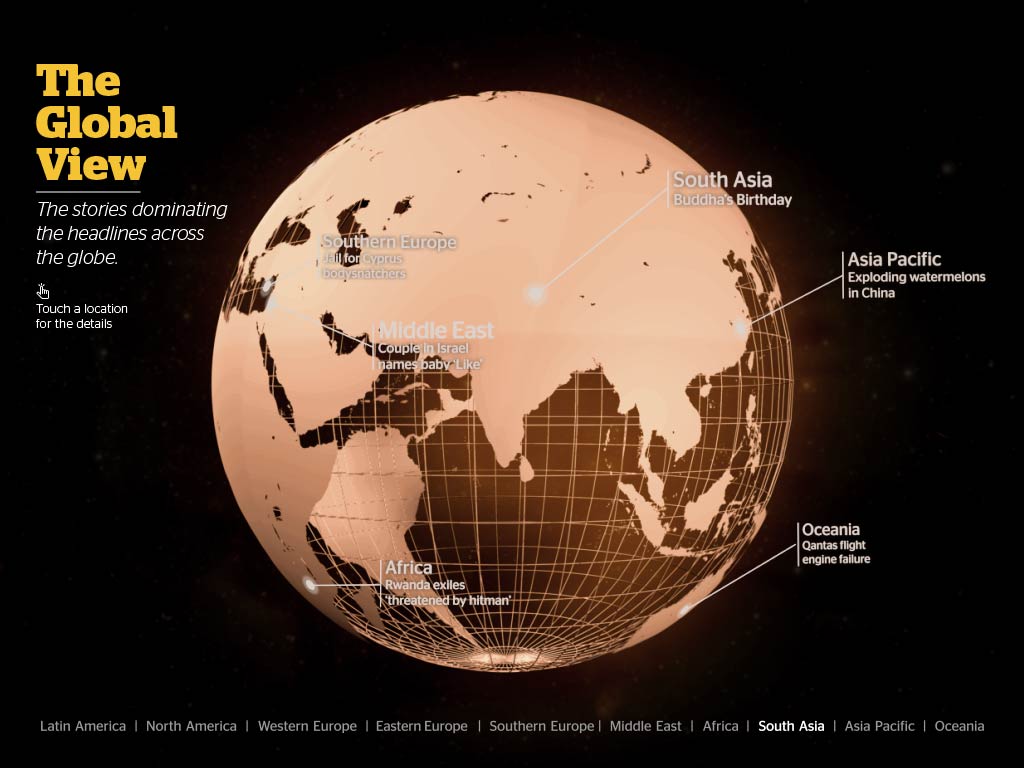 The
Global
View
The stories dominating
the headlines across
the globe.
Touch a location
for the details
South Asia
Buddha's Birthday
Southern Europe
Jail for Cyprus
bodysnatchers
Asia Pacific
Exploding watermelons
in China
Middle East
Couple in Israel
names baby 'Like'
Oceania
Qantas flight
engine failure
Africa
Rwanda exiles
'threatened by hitman'
Latin America | North America | Western Europe | Eastern Europe | Southern Europe | Middle East | Africa | South Asia | Asia Pacific | Oceania